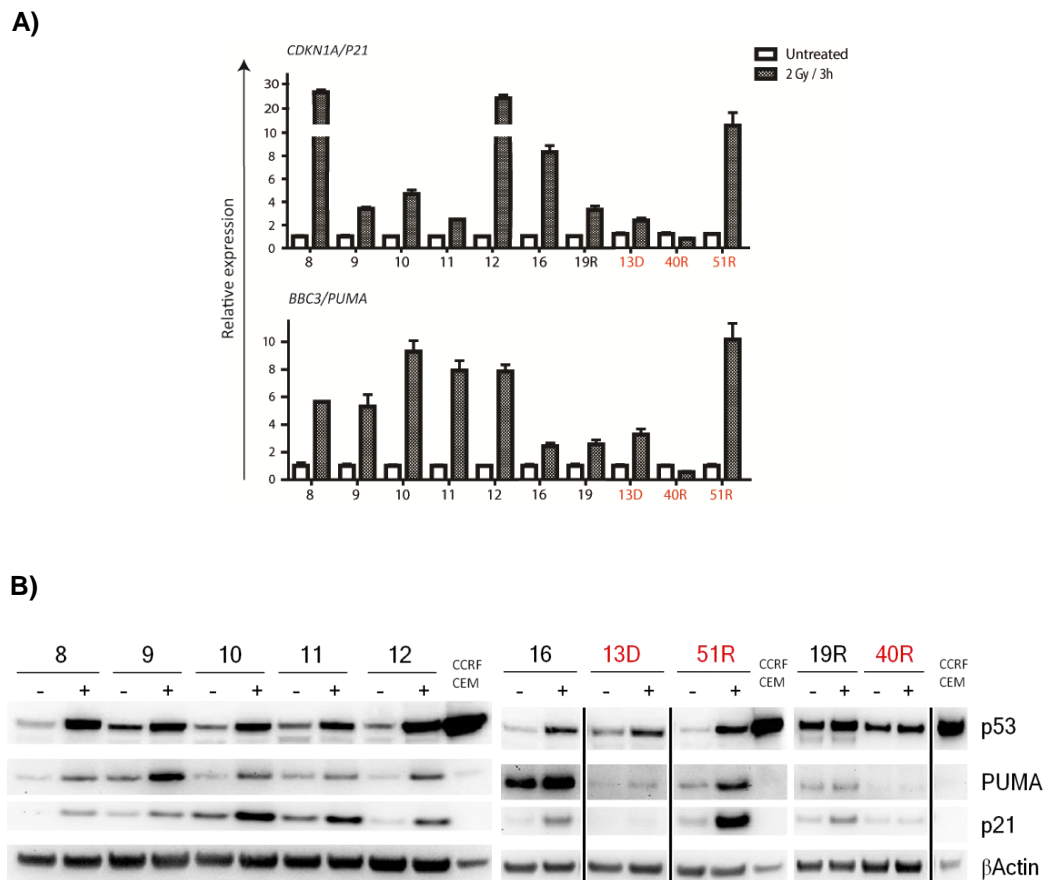 A)
CDKN1A/P21
Untreated
2 Gy / 3h
Relative expression
30
20
10
8
6
4
2
0
8 9 10 11 12 16 19R 13D 40R 51R
BBC3/PUMA
10
8
6
4
2
0
8 9 10 11 12 16 19 13D 40R 51R
B)
8 9 10 11 12 CCRF CEM 16 13D 51R CCRF CEM 19R 40R CCRF CEM
- + - + - + - + - + - + - + - + - + - +
p53
PUMA
p21
βActin